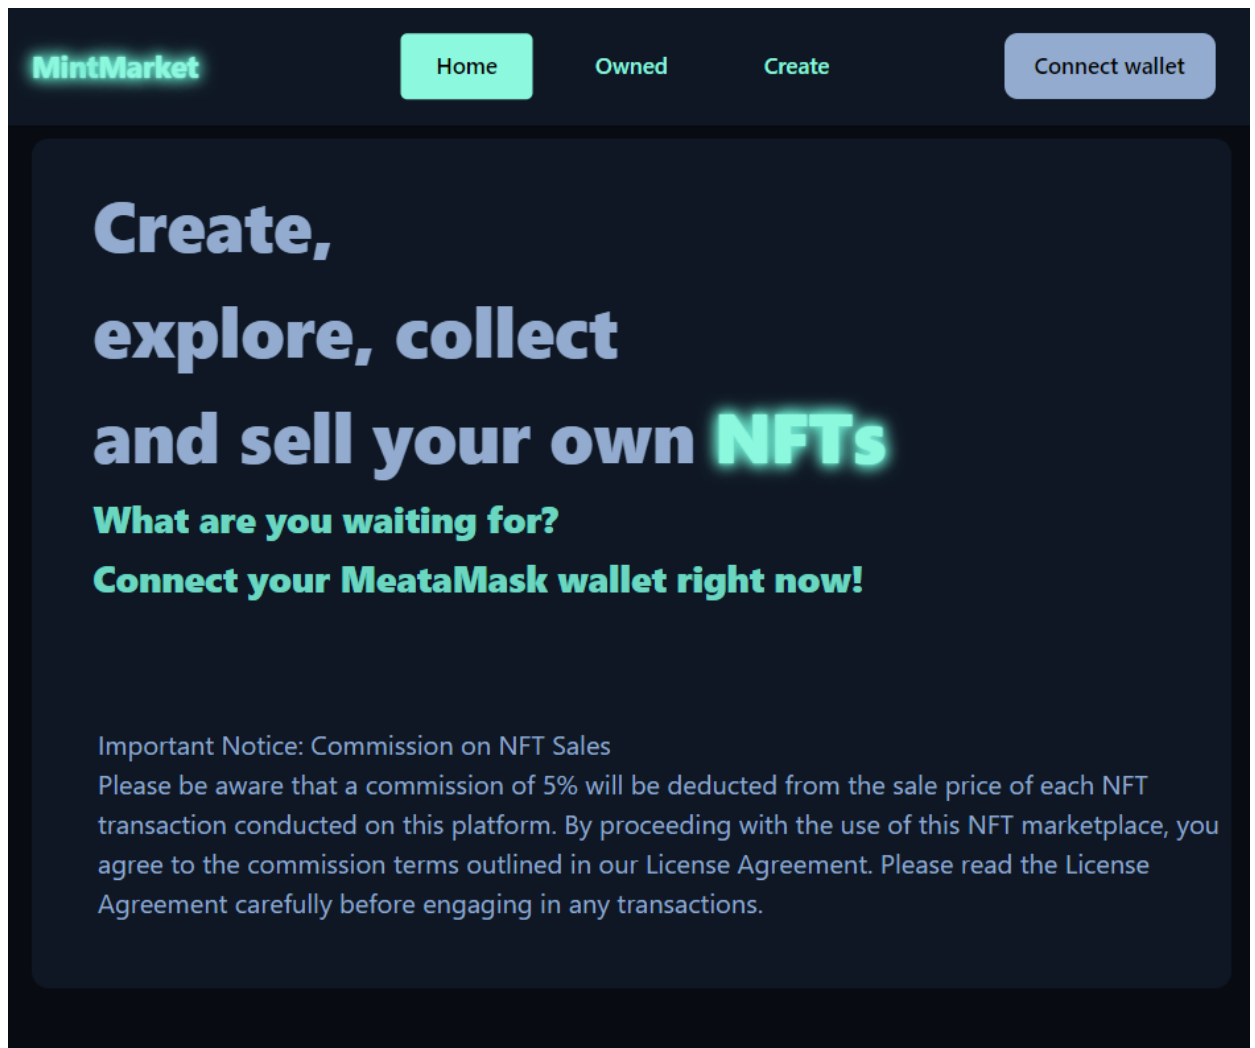 MintMarket
Home
Owned
Create
Connect wallet
Create,
explore, collect
and sell your own NFTs
What are you waiting for?
Connect your MeataMask wallet right now!
Important Notice: Commission on NFT Sales
Please be aware that a commission of 5% will be deducted from the sale price of each NFT
transaction conducted on this platform. By proceeding with the use of this NFT marketplace, you
agree to the commission terms outlined in our License Agreement. Please read the License
Agreement carefully before engaging in any transactions.